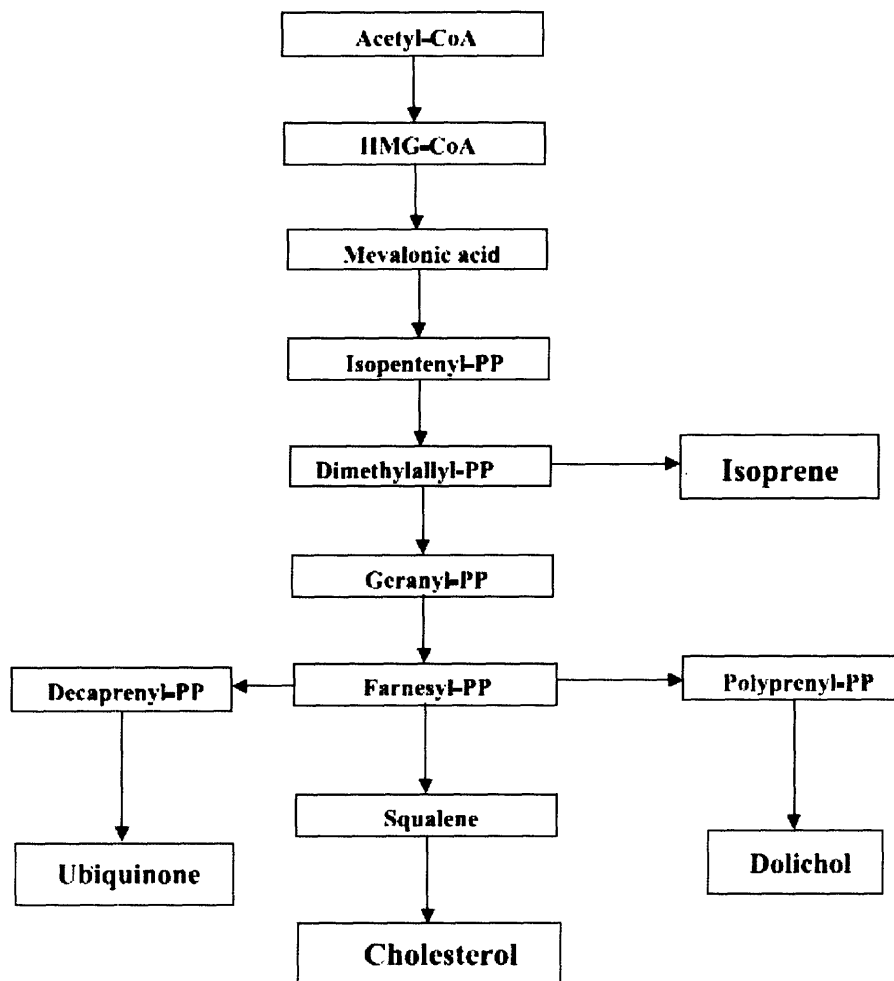 Acetyl-CoA
HMG-CoA
Mevalonic acid
Isopentenyl-PP
Dimethylallyl-PP
Isoprene
Geranyl-PP
Decaprenyl-PP
Farnesyl-PP
Polyprenyl-PP
Squalene
Ubiquinone
Dolichol
Cholesterol